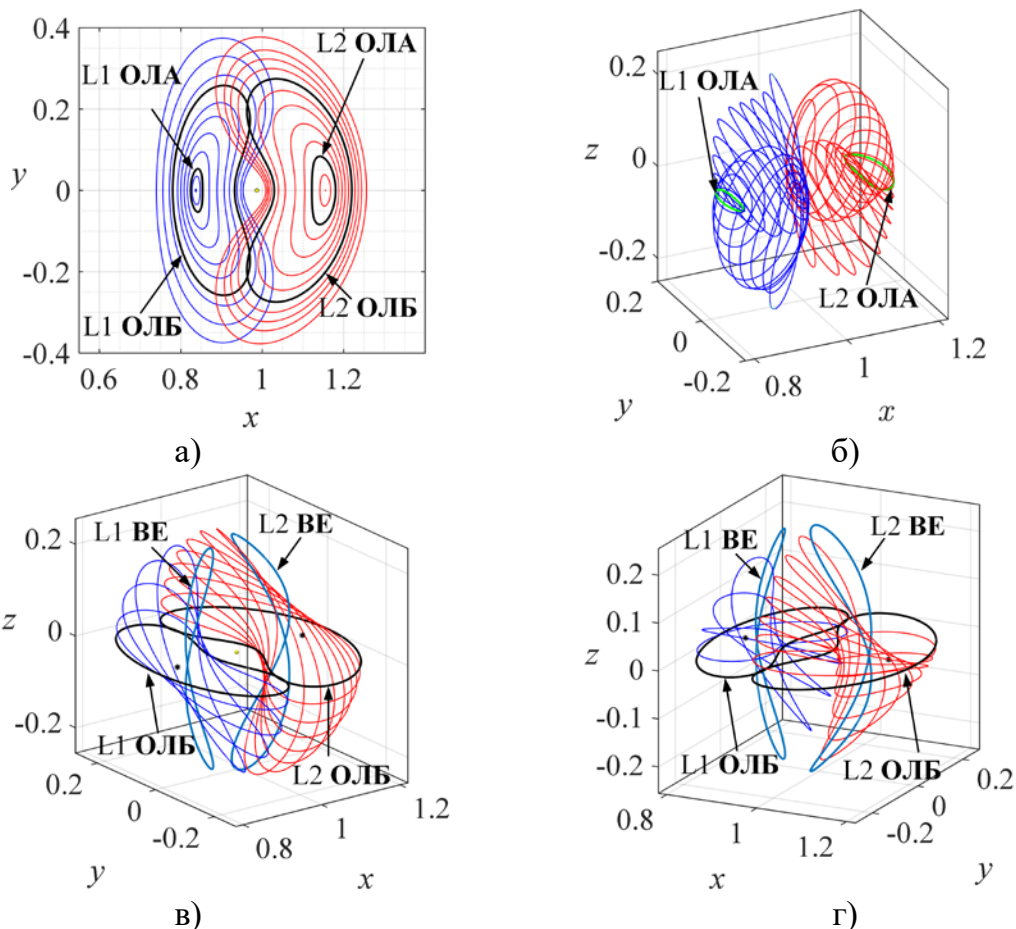 0.4
0.2
0
-0.2
-0.4
y
0.6
0.8
1
1.2
x
L1 ОЛА
L2 ОЛА
L1 ОЛБ
L2 ОЛБ
а)
0.2
0
-0.2
z
0.2
0
-0.2
y
0.8
1
1.2
x
L1 ОЛА
L2 ОЛА
б)
0.2
0
-0.2
z
0.2
0
-0.2
y
0.8
1
1.2
x
L1 ВЕ
L2 ВЕ
L1 ОЛБ
L2 ОЛБ
в)
0.2
0.1
0
-0.1
-0.2
z
0.8
1
1.2
x
0.2
0
-0.2
y
L1 ВЕ
L2 ВЕ
L1 ОЛБ
L2 ОЛБ
г)